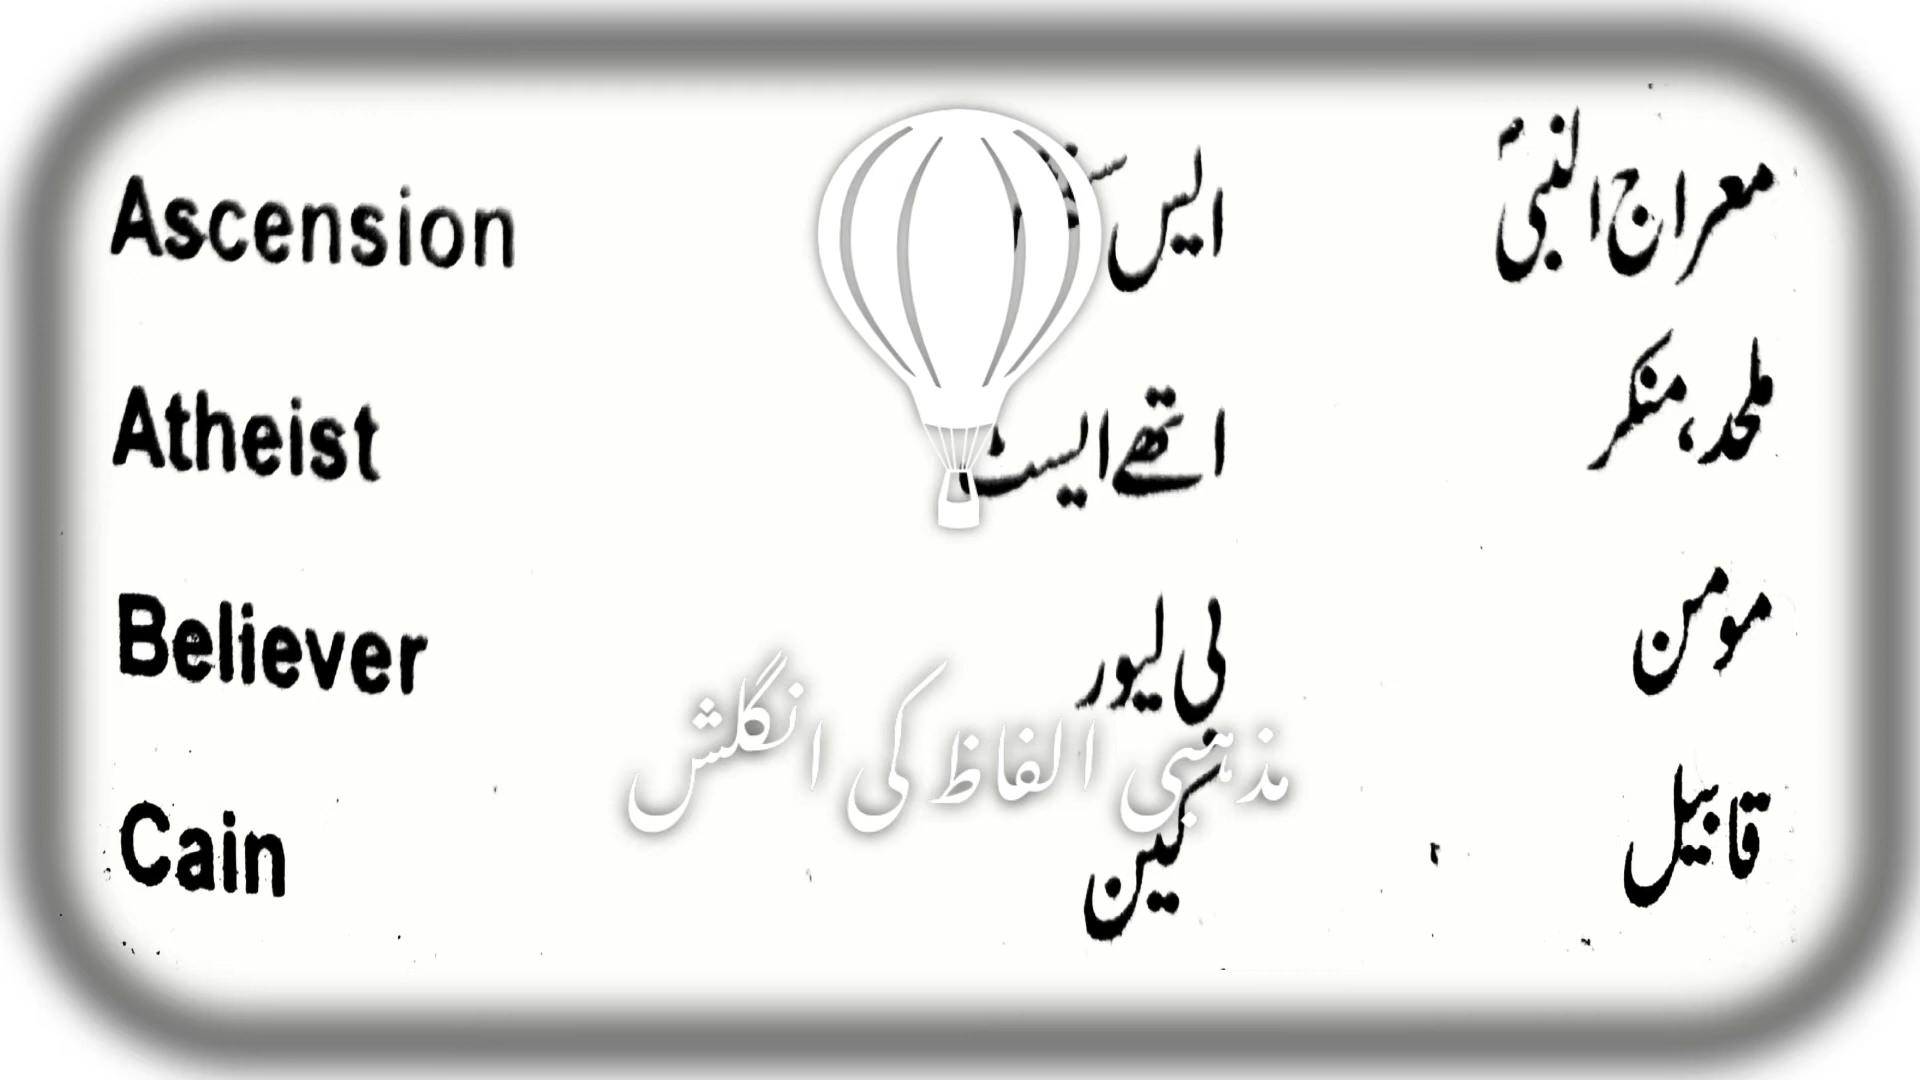 Ascension ایس معراج النبیؐ
Atheist اتھے ایسٹ ملحد، منکر
Believer بی لیور مومن
مذہبی الفاظ کی انگلش
Cain کین قابیل